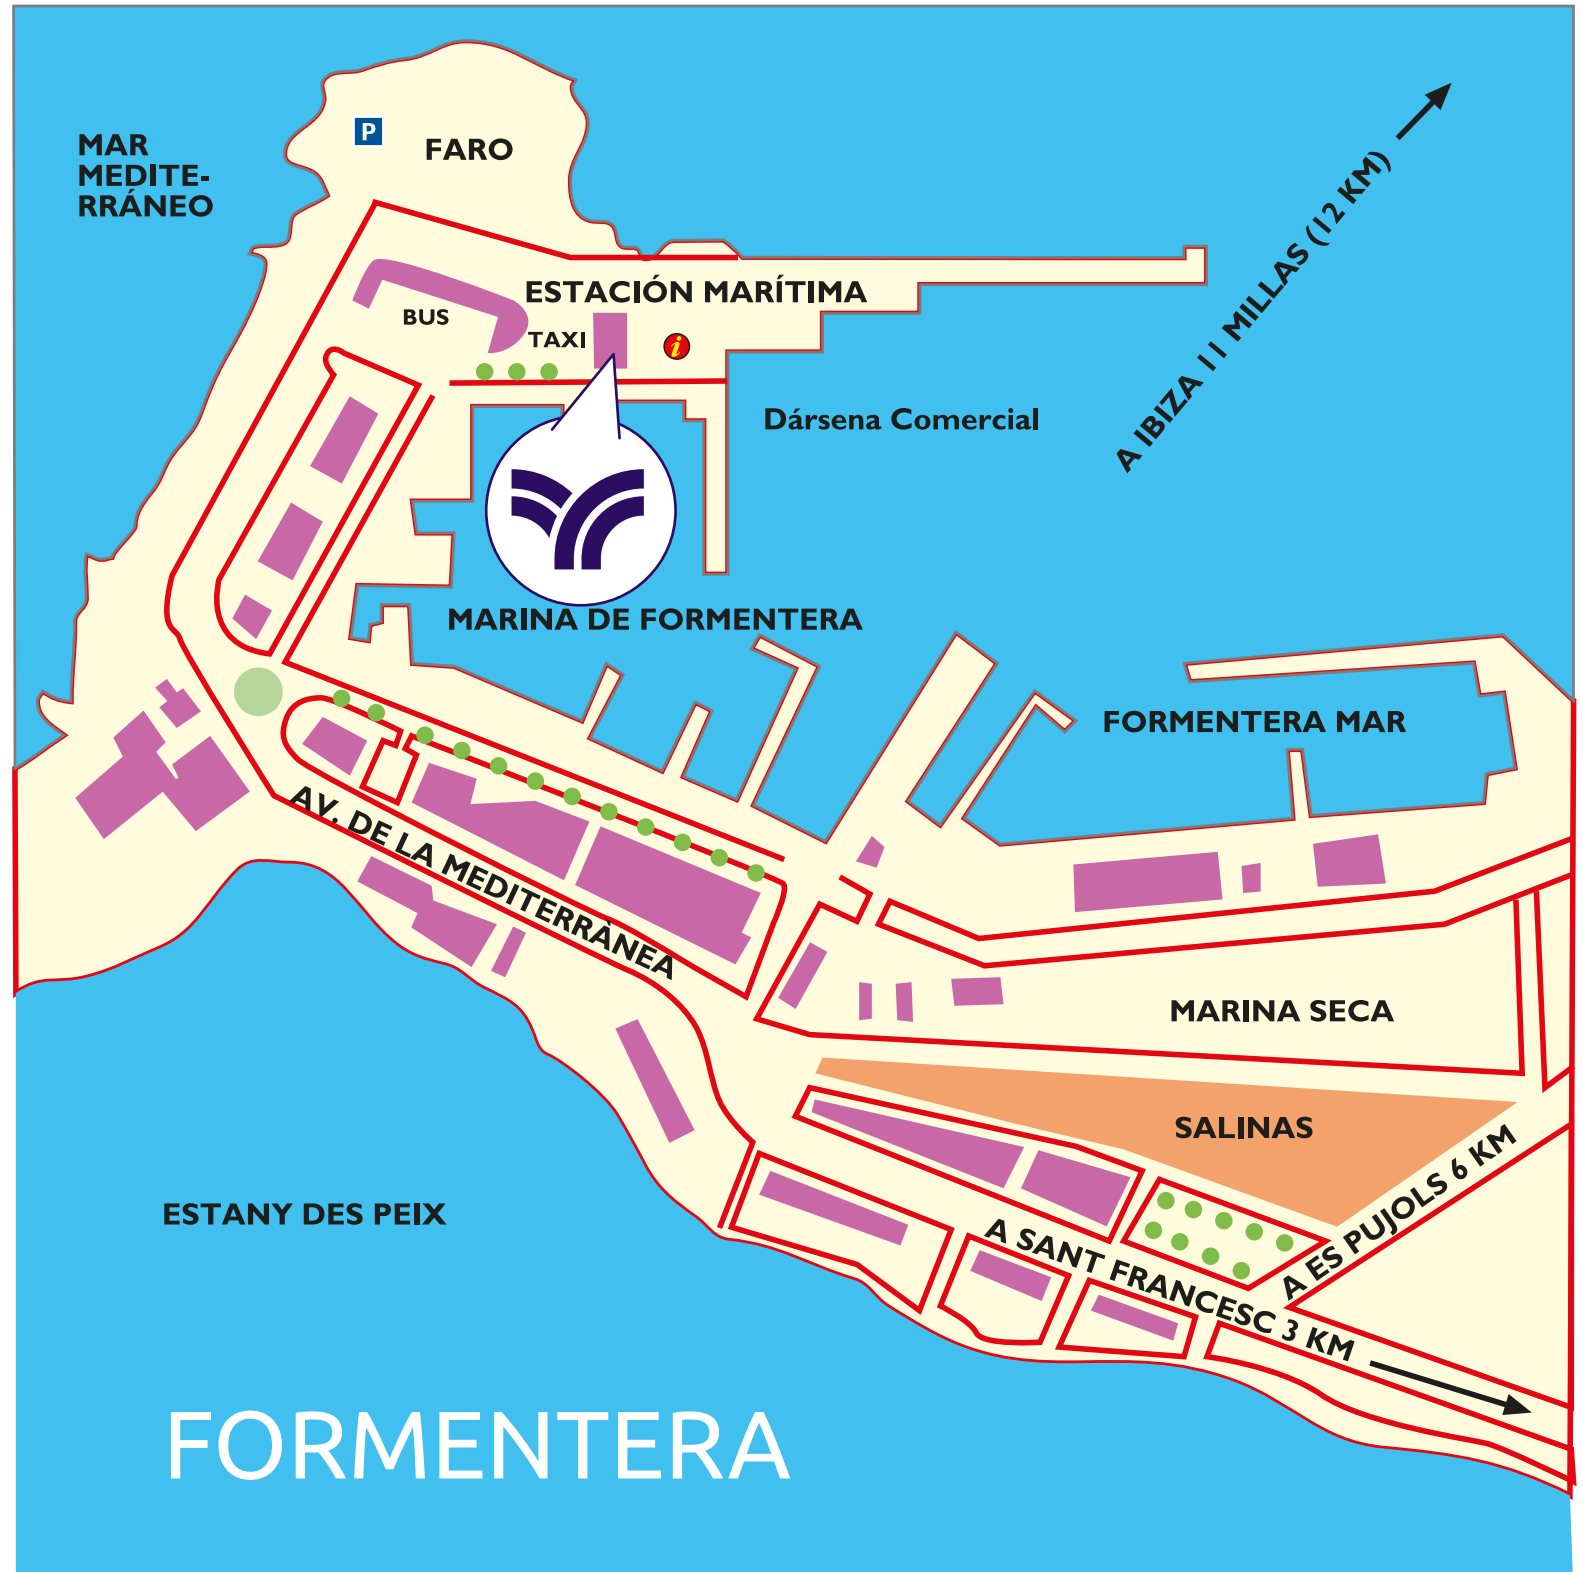 P
FARO
MAR
MEDITE-
RRÁNEO
A IBIZA 11 MILLAS (12 KM)
ESTACIÓN MARÍTIMA
BUS
TAXI
i
Dársena Comercial
MARINA DE FORMENTERA
FORMENTERA MAR
AV. DE LA MEDITERRÀNEA
MARINA SECA
SALINAS
A ES PUJOLS 6 KM
ESTANY DES PEIX
A SANT FRANCESC 3 KM
FORMENTERA